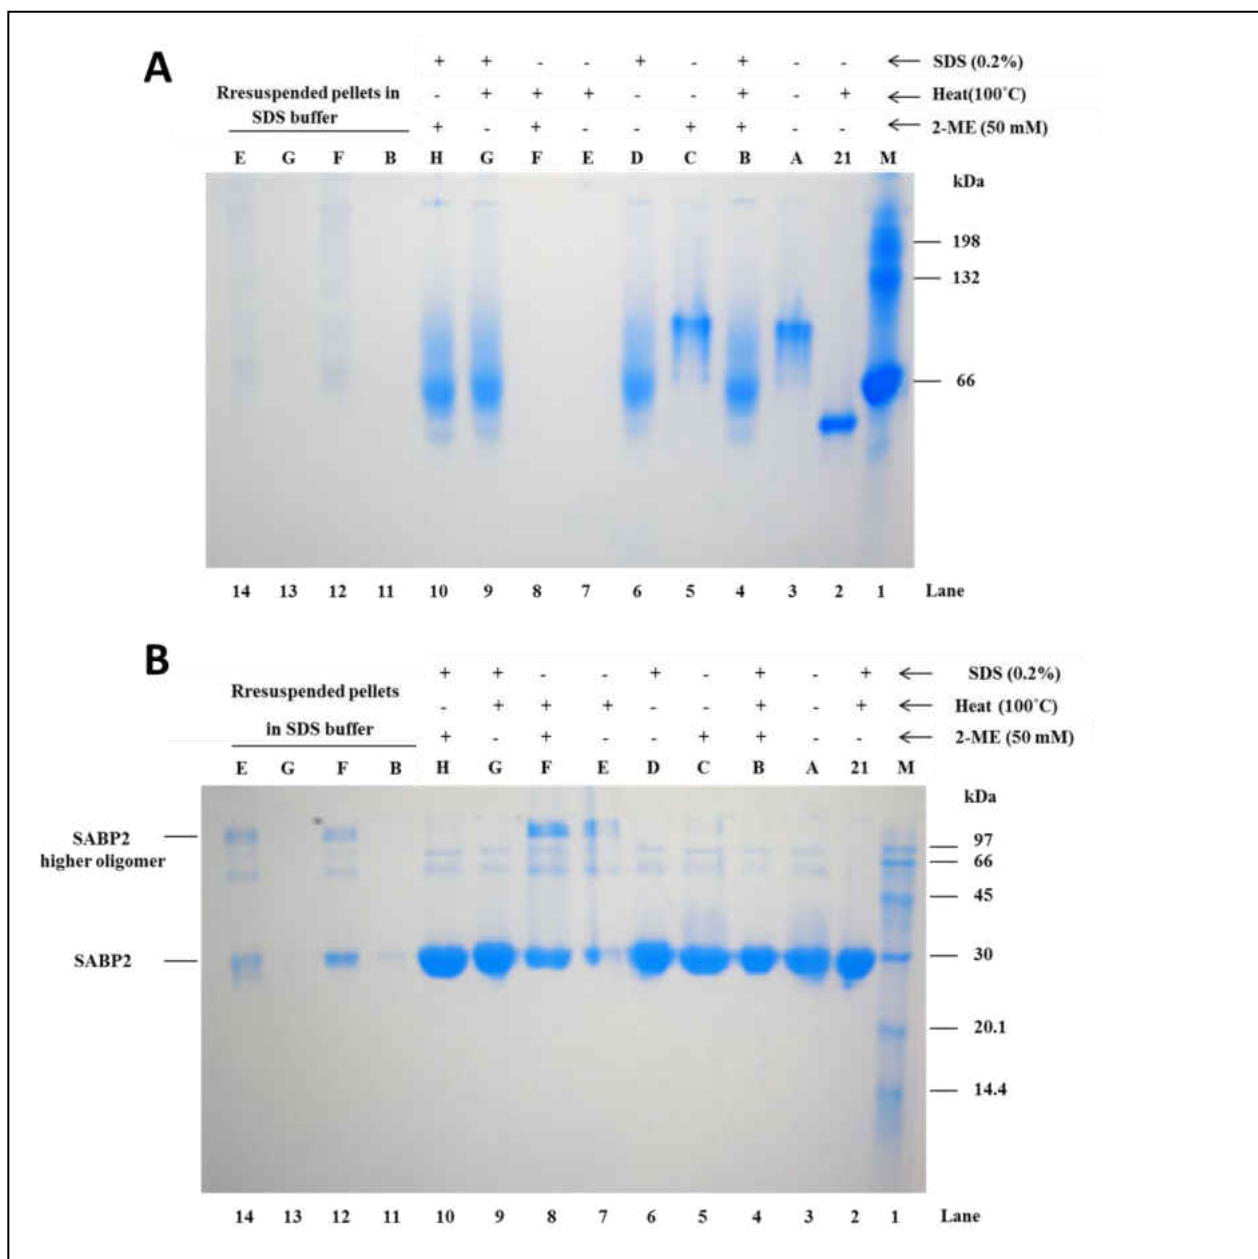 A
+ + - - + - + - - ← SDS (0.2%)
Rresuspended pellets in
SDS buffer
- + + + - - + - + ← Heat(100°C)
+ - + - - + + - - ← 2-ME (50 mM)
E G F B H G F E D C B A 21 M
kDa
198
132
66
14 13 12 11 10 9 8 7 6 5 4 3 2 1 Lane
B
+ + - - + - + - + ← SDS (0.2%)
Rresuspended pellets
in SDS buffer
- + + + - - + - + ← Heat (100°C)
+ - + - - + + - - ← 2-ME (50 mM)
E G F B H G F E D C B A 21 M
kDa
SABP2
higher oligomer
97
66
45
SABP2
30
20.1
14.4
14 13 12 11 10 9 8 7 6 5 4 3 2 1 Lane